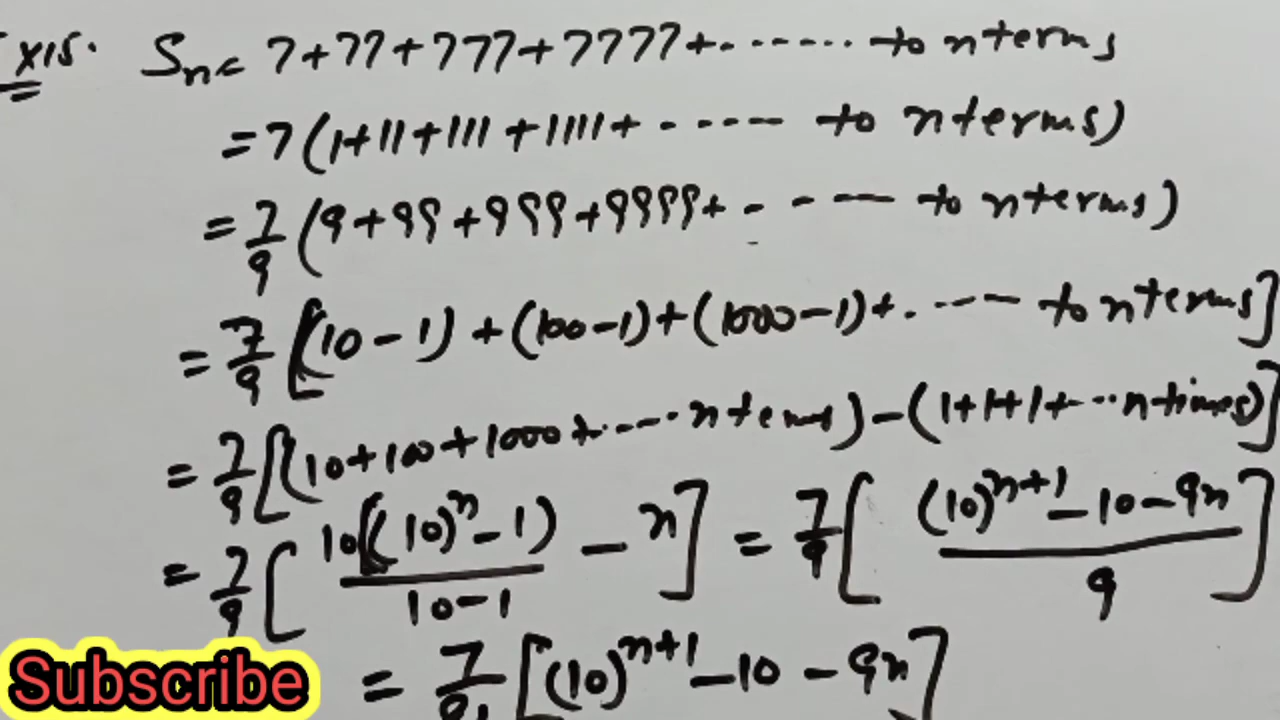 Ex15. Sn= 7+77+777+7777+....... to n terms
=7(1+11+111+1111+ ...... to n terms)
=7/9 (9+99+999+9999+ ..... to n terms)
=7/9 [(10-1)+(100-1)+(1000-1)+..... to n terms]
=7/9 [(10+100+1000+...... n terms)-(1+1+1+...n times)]
=7/9 [10((10)^n-1)/10-1 - n] = 7/9 [(10)^n+1-10-9n/9]
= 7/81 [(10)^n+1-10-9n]
Subscribe